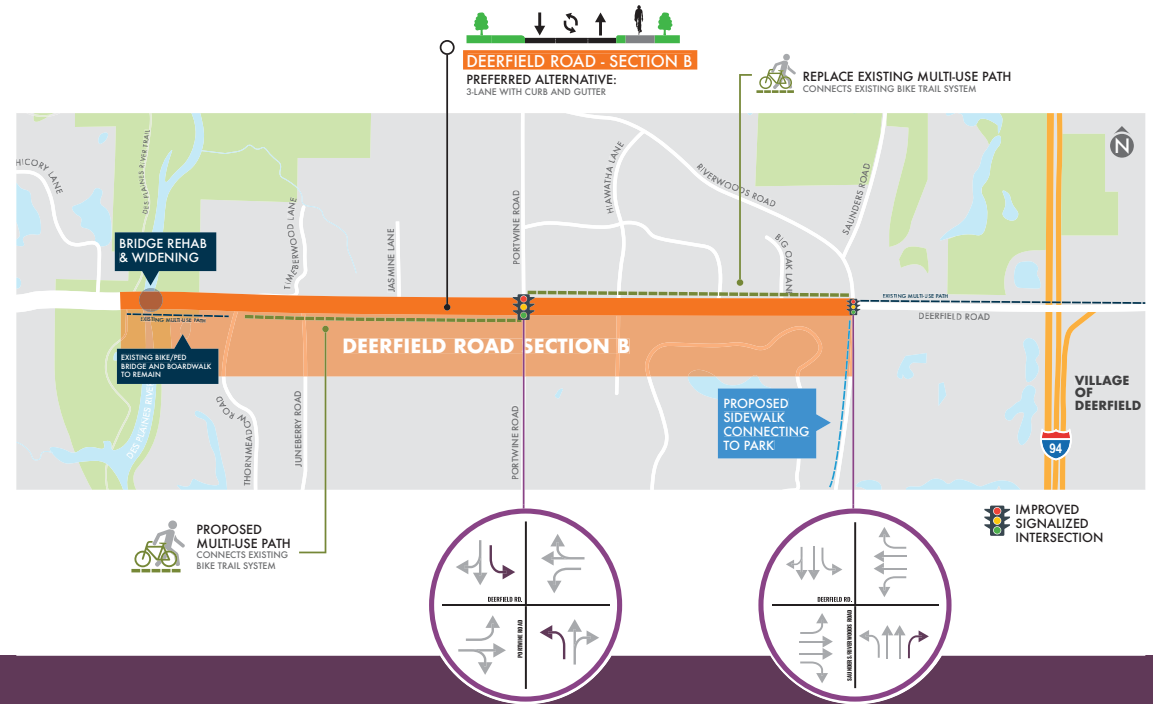 DEERFIELD ROAD - SECTION B
PREFERRED ALTERNATIVE:
3-LANE WITH CURB AND GUTTER
REPLACE EXISTING MULTI-USE PATH
CONNECTS EXISTING BIKE TRAIL SYSTEM
N
HICORY LANE
DES PLAINES RIVER TRAIL
TIMEBERWOOD LANE
JASMINE LANE
PORTWINE ROAD
HIAWATHA LANE
RIVERWOODS ROAD
SAUNDERS ROAD
BIG OAK LANE
BRIDGE REHAB
& WIDENING
EXISTING MULTI-USE PATH
EXISTING MULTI-USE PATH
DEERFIELD ROAD
DEERFIELD ROAD SECTION B
EXISTING BIKE/PED
BRIDGE AND BOARDWALK
TO REMAIN
DES PLAINES RIVER
THORNMEADOW ROAD
JUNEBERRY ROAD
PORTWINE ROAD
PROPOSED
SIDEWALK
CONNECTING
TO PARK
VILLAGE
OF
DEERFIELD
94
PROPOSED
MULTI-USE PATH
CONNECTS EXISTING
BIKE TRAIL SYSTEM
IMPROVED
SIGNALIZED
INTERSECTION
DEERFIELD RD.
PORTWINE ROAD
DEERFIELD RD.
SAUNDERS/RIVERWOODS ROAD